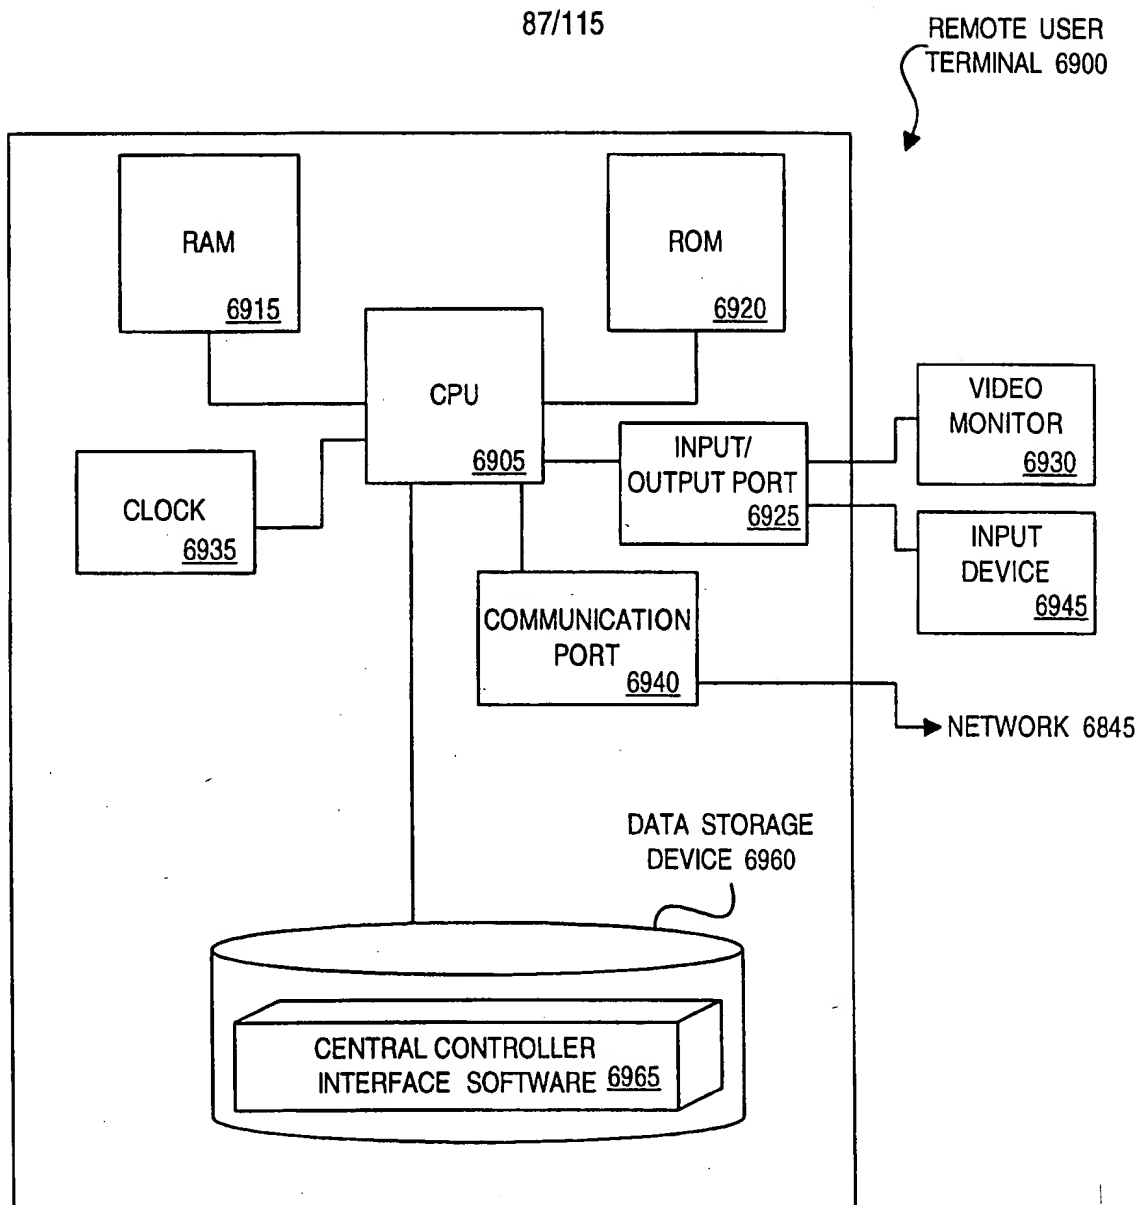 87/115
REMOTE USER
TERMINAL 6900
RAM
6915
ROM
6920
CPU
6905
VIDEO
MONITOR
6930
INPUT/
OUTPUT PORT
6925
CLOCK
6935
INPUT
DEVICE
6945
COMMUNICATION
PORT
6940
NETWORK 6845
DATA STORAGE
DEVICE 6960
CENTRAL CONTROLLER
INTERFACE SOFTWARE 6965